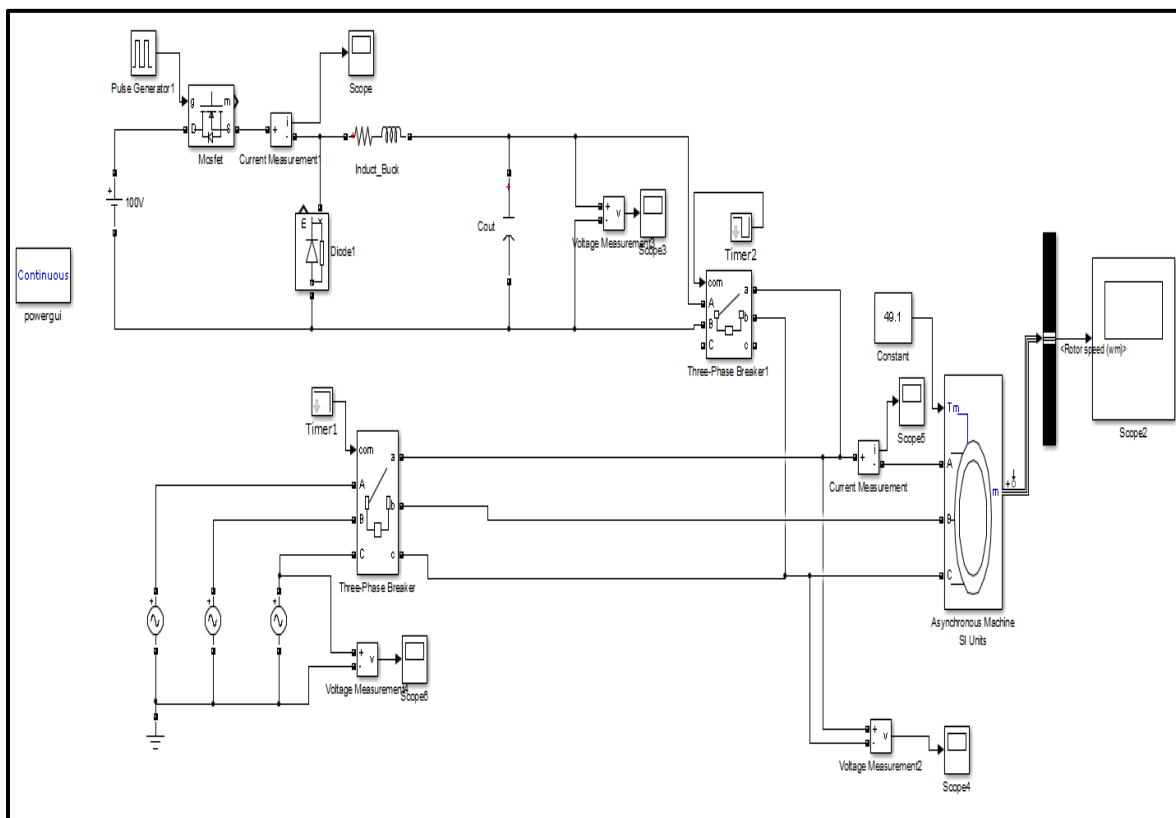 Pulse Generator1
Scope
g
m
D
S
Mosfet
+
i
-
Current Measurement1
Induct_Buck
+
100V
+
Cout
+
-
v
Voltage Measurement3
Scope3
Timer2
Diode1
Continuous
powergui
com
A
B
C
a
b
c
Three-Phase Breaker1
49.1
Constant
<Rotor speed (wm)>
Scope2
Timer1
com
A
B
C
a
b
c
Three-Phase Breaker
Scope5
+
i
-
Current Measurement
Tm
A
B
C
m
Asynchronous Machine
SI Units
+
+
+
+
-
v
Voltage Measurement4
Scope6
+
-
v
Voltage Measurement2
Scope4